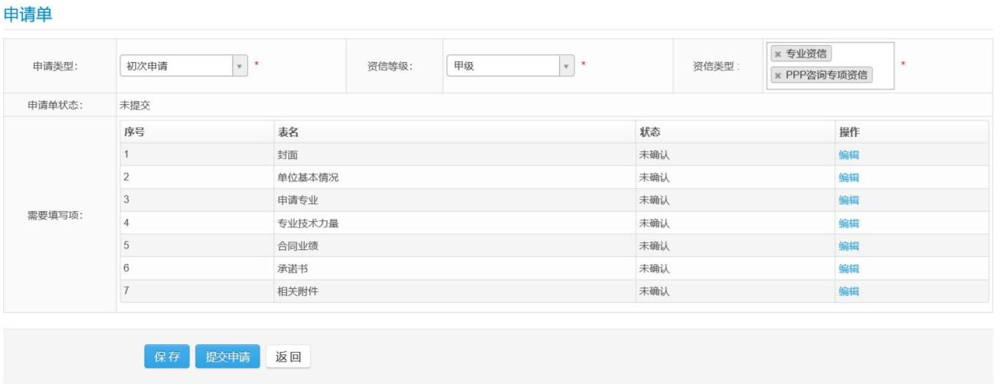 申请单
申请类型： 初次申请 * 资信等级： 甲级 * 资信类型： × 专业资信 *
× PPP咨询专项资信
申请单状态： 未提交
序号 表名 状态 操作
1 封面 未确认 编辑
2 单位基本情况 未确认 编辑
3 申请专业 未确认 编辑
需要填写项：
4 专业技术力量 未确认 编辑
5 合同业绩 未确认 编辑
6 承诺书 未确认 编辑
7 相关附件 未确认 编辑
保存 提交申请 返回